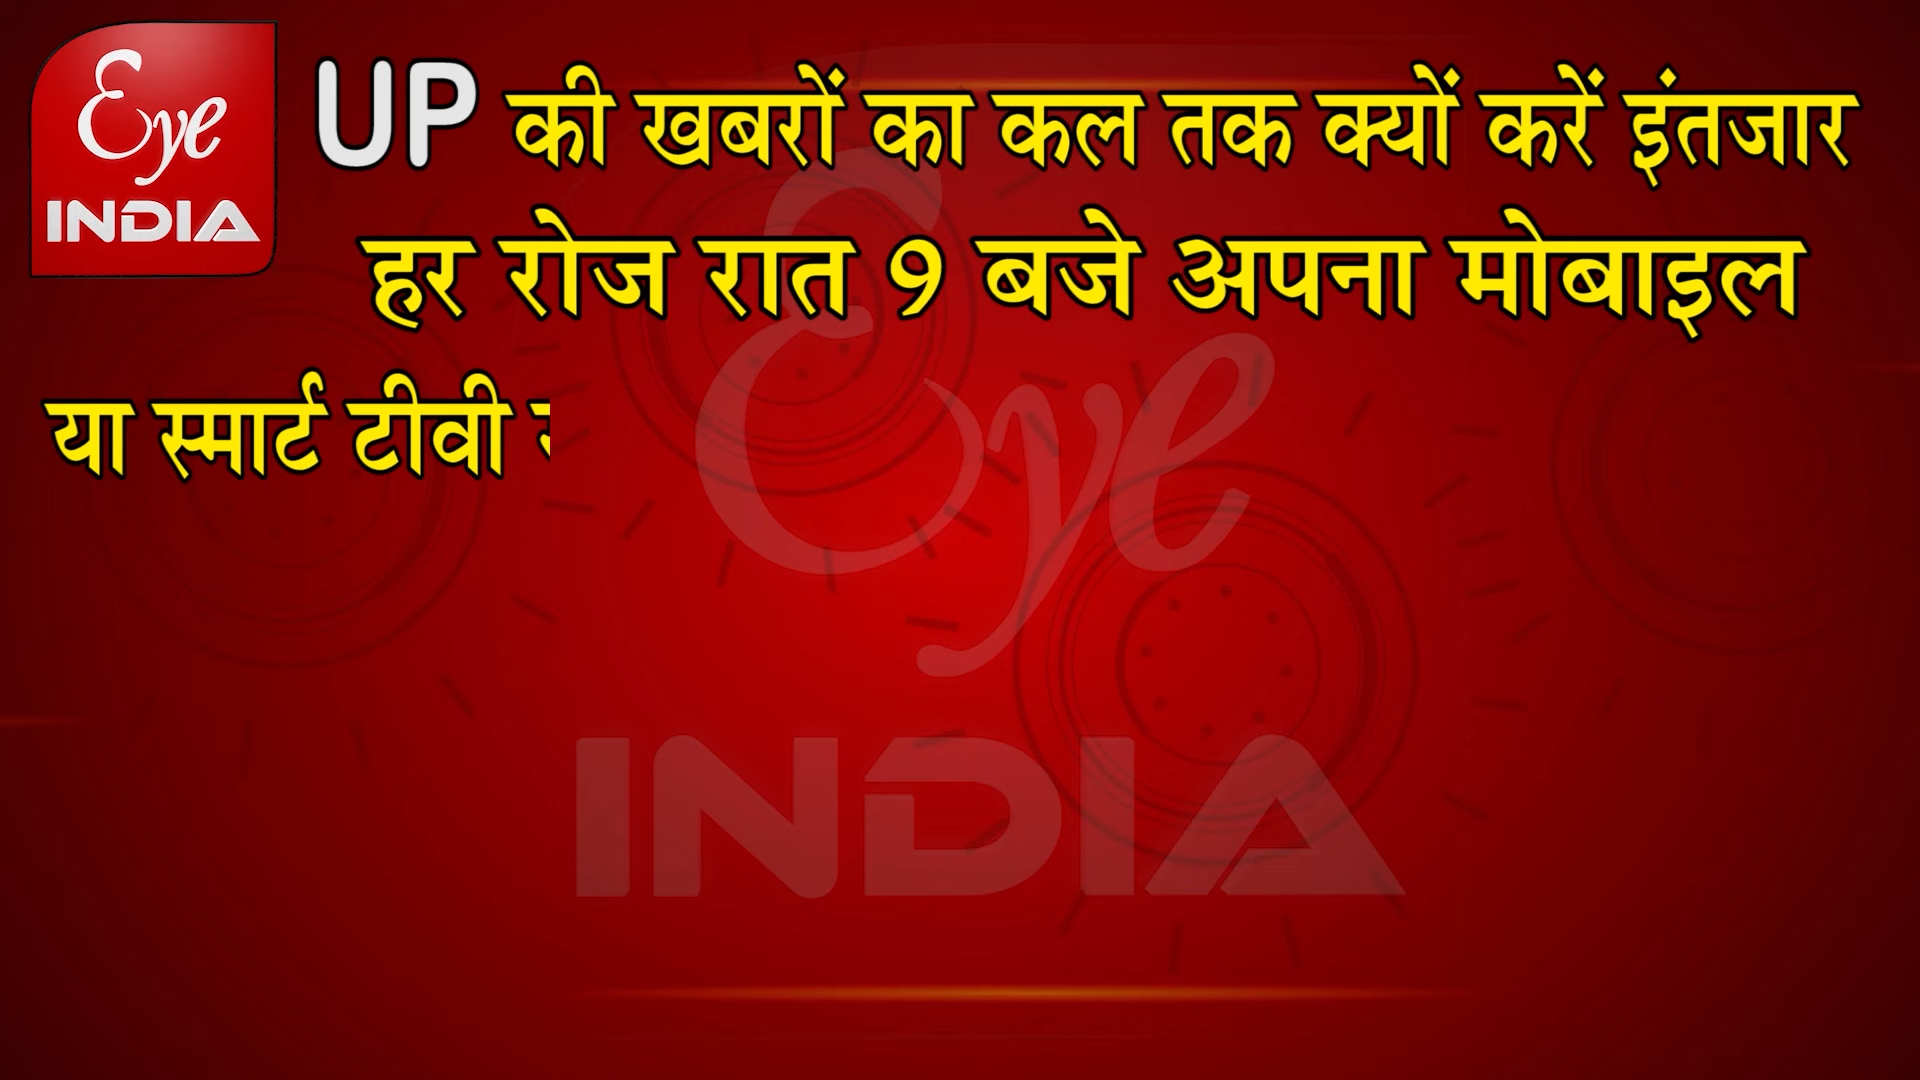 Eye
INDIA
UP की खबरों का कल तक क्यों करें इंतजार
हर रोज रात 9 बजे अपना मोबाइल
या स्मार्ट टीवी
Eye
INDIA